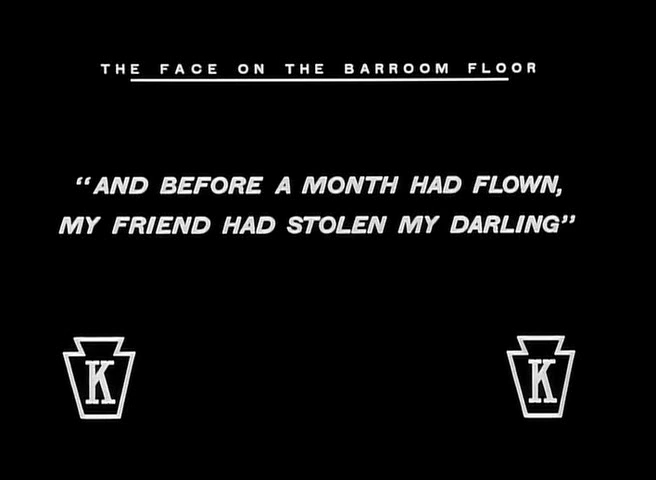 THE FACE ON THE BARROOM FLOOR
"AND BEFORE A MONTH HAD FLOWN,
MY FRIEND HAD STOLEN MY DARLING"
K K